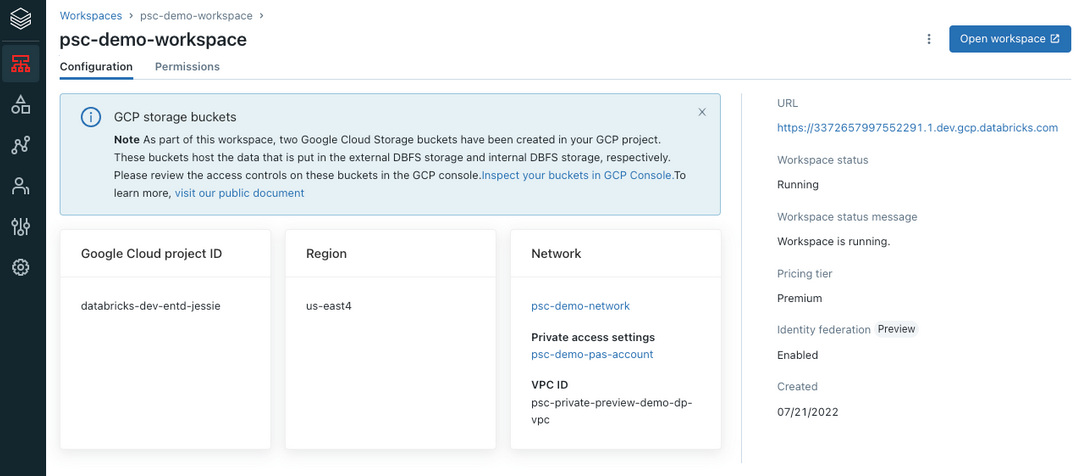 Workspaces › psc-demo-workspace ›
psc-demo-workspace
Open workspace
Configuration Permissions
GCP storage buckets
Note As part of this workspace, two Google Cloud Storage buckets have been created in your GCP project.
These buckets host the data that is put in the external DBFS storage and internal DBFS storage, respectively.
Please review the access controls on these buckets in the GCP console.Inspect your buckets in GCP Console.To
learn more, visit our public document
Google Cloud project ID
databricks-dev-entd-jessie
Region
us-east4
Network
psc-demo-network
Private access settings
psc-demo-pas-account
VPC ID
psc-private-preview-demo-dp-
vpc
URL
https://3372657997552291.1.dev.gcp.databricks.com
Workspace status
Running
Workspace status message
Workspace is running.
Pricing tier
Premium
Identity federation Preview
Enabled
Created
07/21/2022